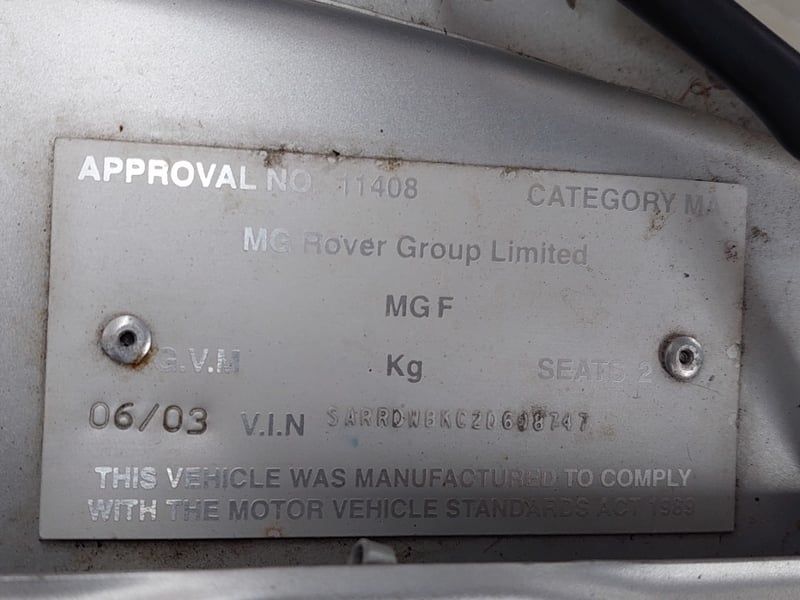 APPROVAL NO. 11408 CATEGORY MA
MG Rover Group Limited
MG F
G.V.M Kg SEATS 2
06/03 V.I.N SARRDWBKCZD608747
THIS VEHICLE WAS MANUFACTURED TO COMPLY
WITH THE MOTOR VEHICLE STANDARDS ACT 1989